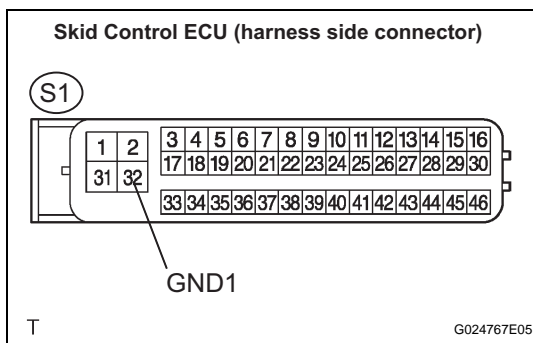 Skid Control ECU (harness side connector)
S1
1 2 3 4 5 6 7 8 9 10 11 12 13 14 15 16
17 18 19 20 21 22 23 24 25 26 27 28 29 30
31 32
33 34 35 36 37 38 39 40 41 42 43 44 45 46
GND1
T G024767E05